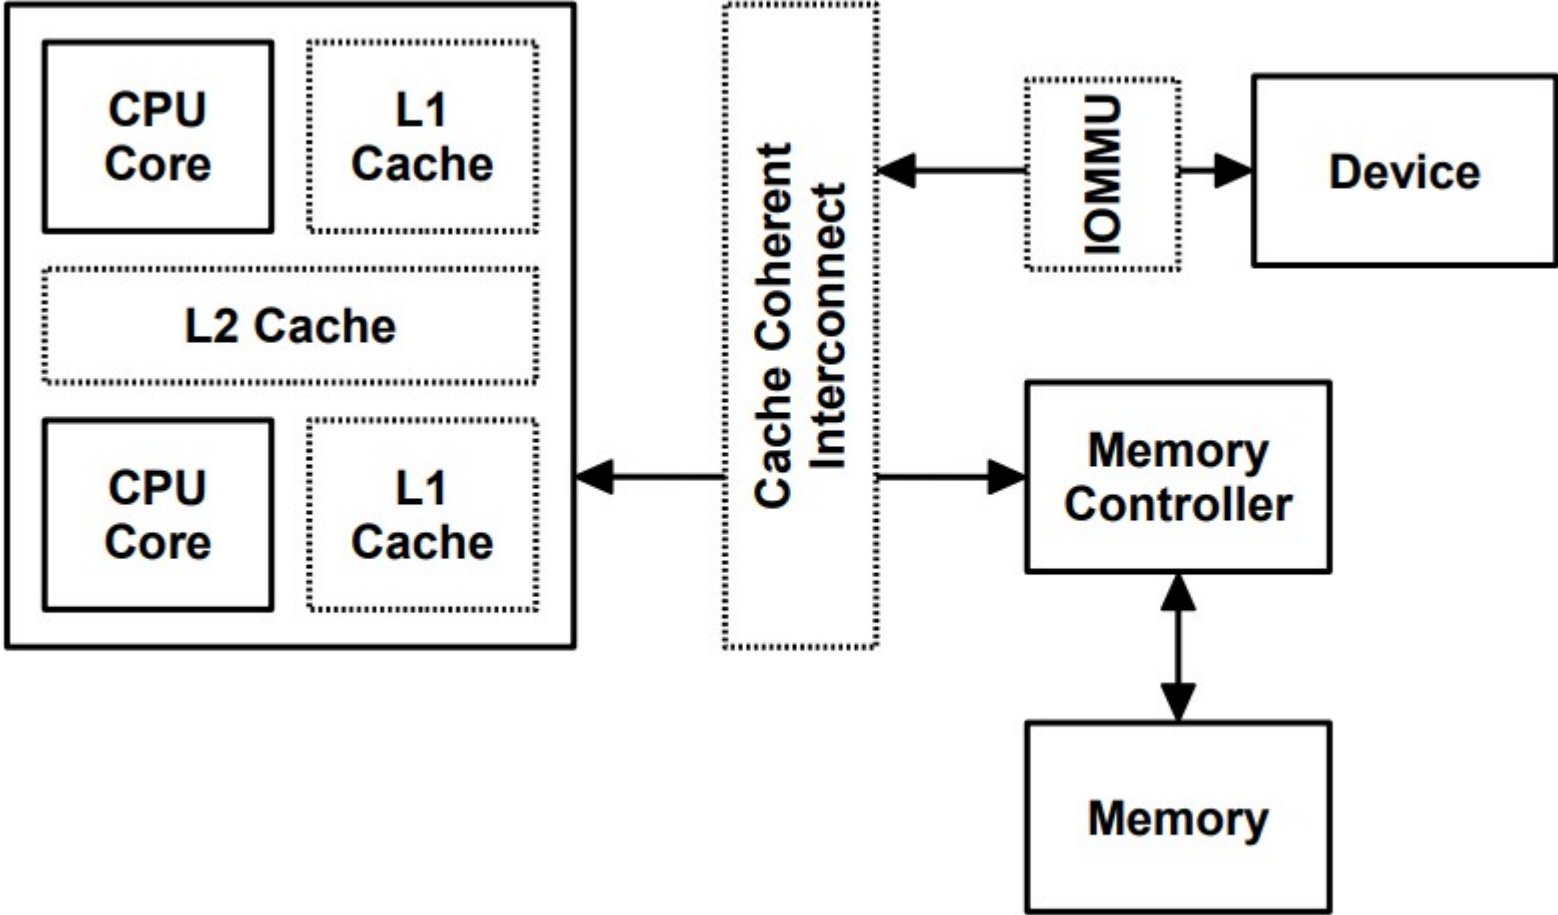 CPU
Core
L1
Cache
L2 Cache
CPU
Core
L1
Cache
Cache Coherent
Interconnect
IOMMU
Device
Memory
Controller
Memory